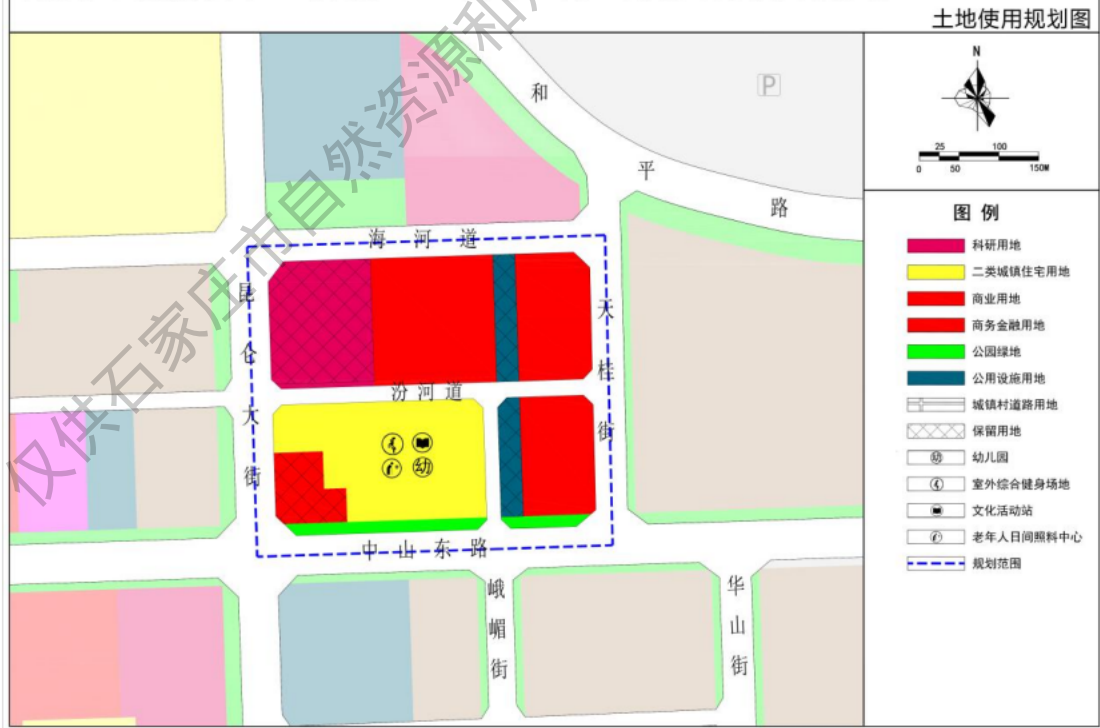 土地使用规划图
仅供石家庄市自然资源和
P
和平路
海河道
昆仑大街
天桂街
汾河道
幼
中山东路
峨嵋街
华山街
N
25 100
0 50 150M
图例
科研用地
二类城镇住宅用地
商业用地
商务金融用地
公园绿地
公用设施用地
城镇村道路用地
保留用地
幼 幼儿园
室外综合健身场地
文化活动站
老年人日间照料中心
规划范围